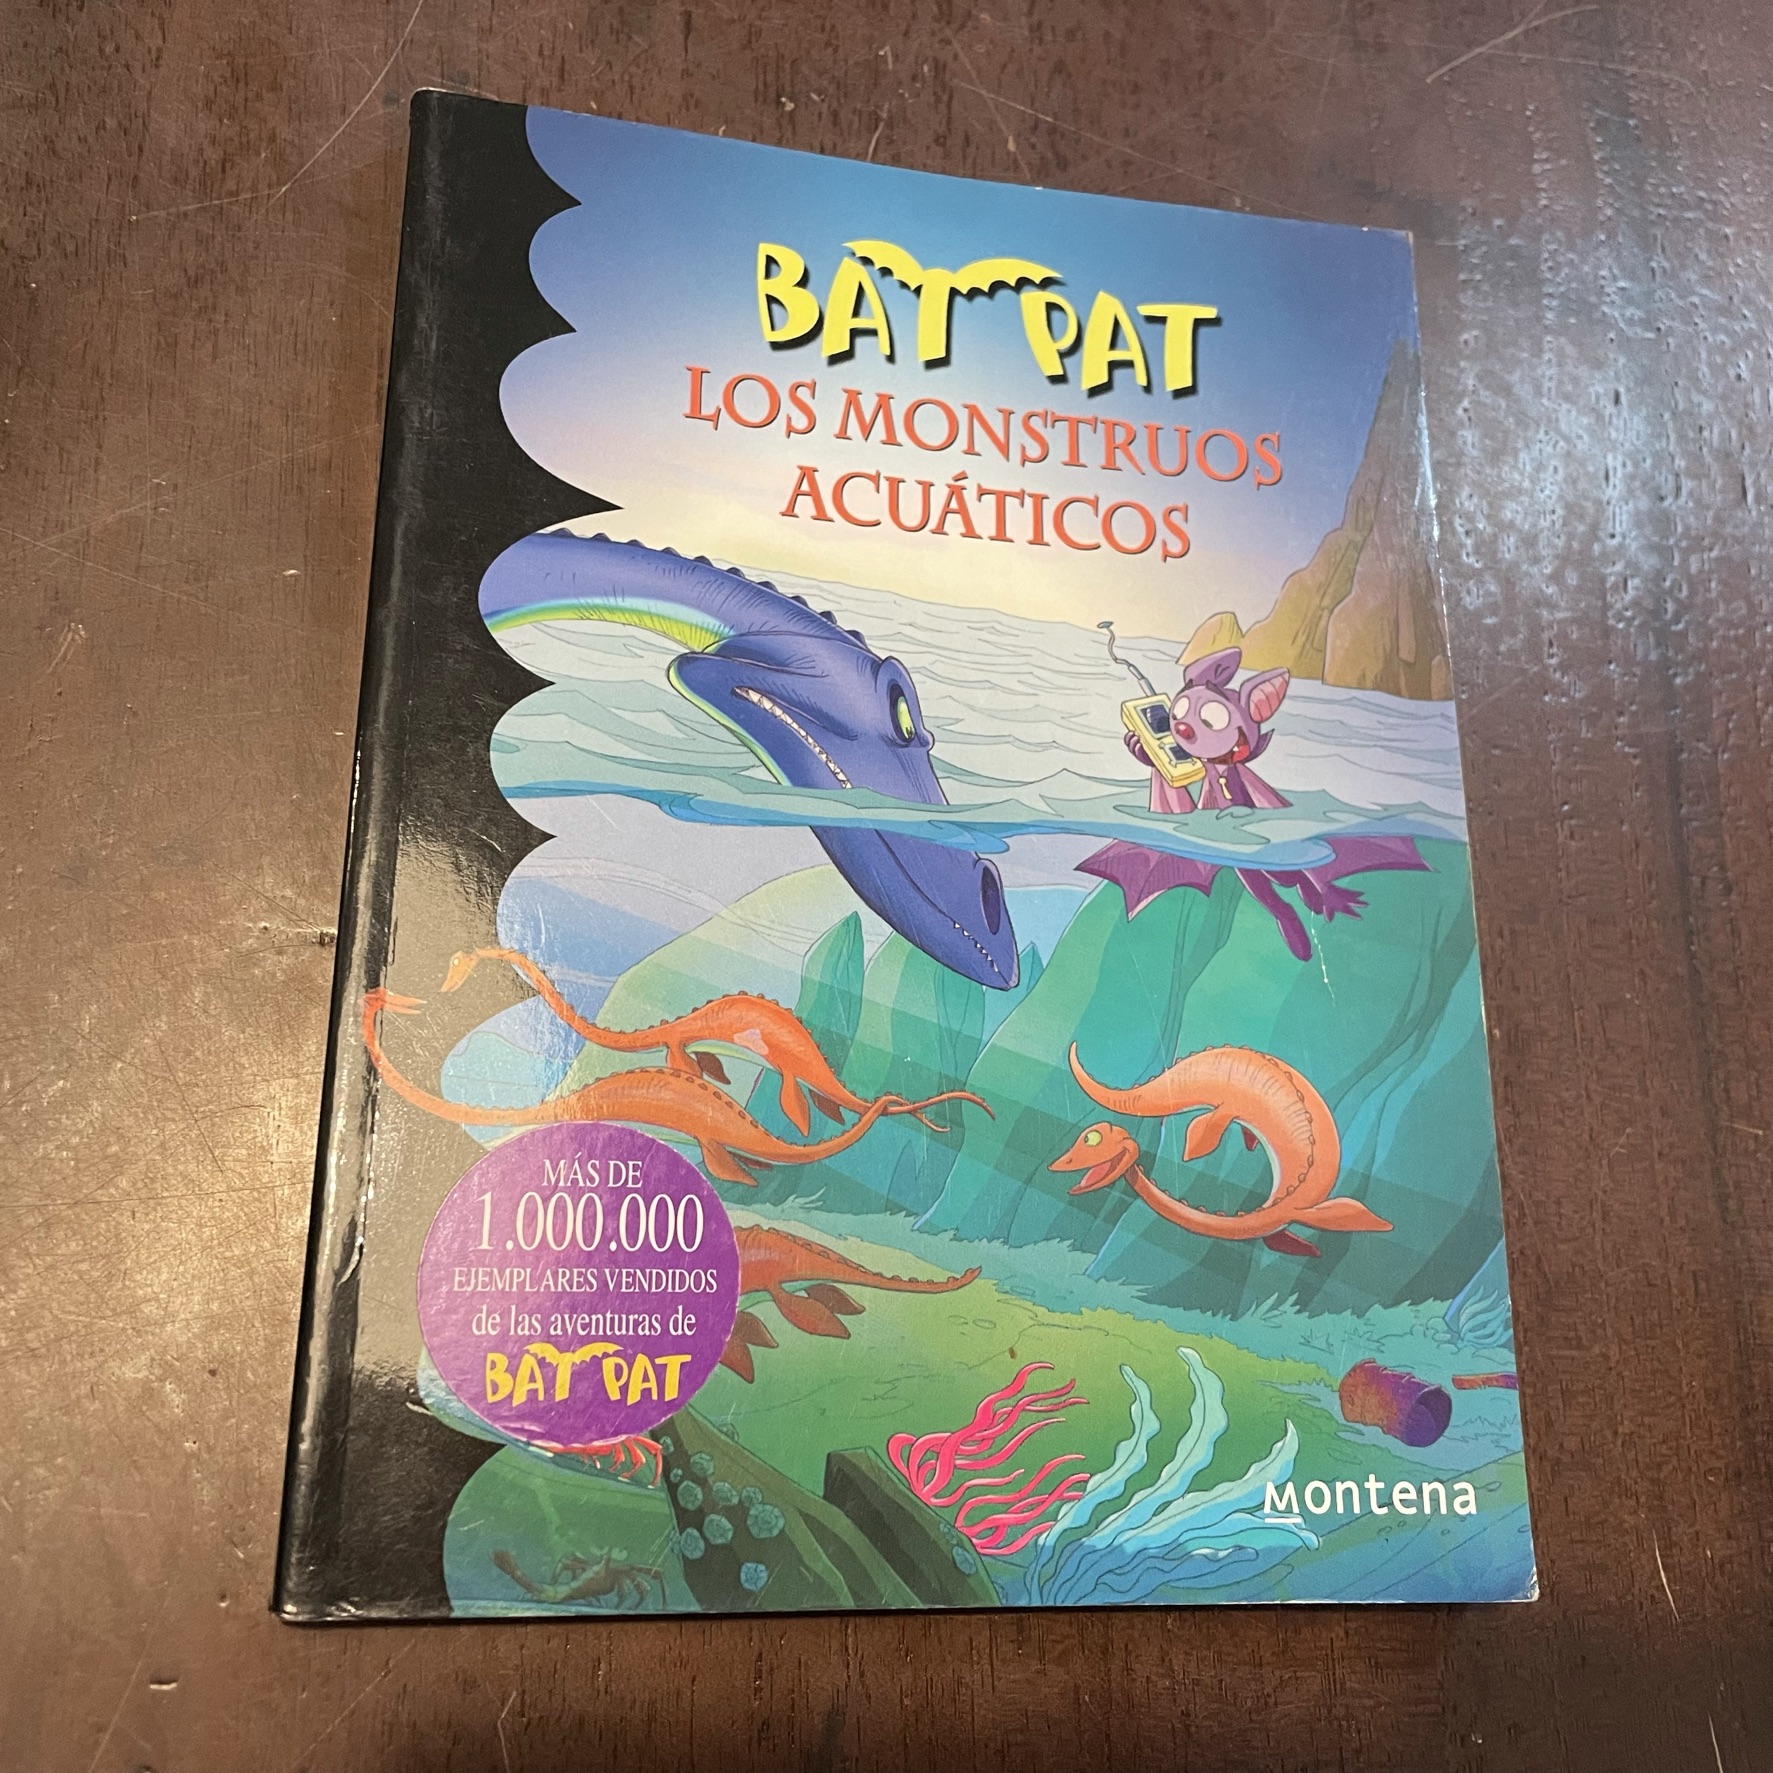 BAT PAT
LOS MONSTRUOS
ACUÁTICOS
MÁS DE
1.000.000
EJEMPLARES VENDIDOS
de las aventuras de
BAT PAT
Montena